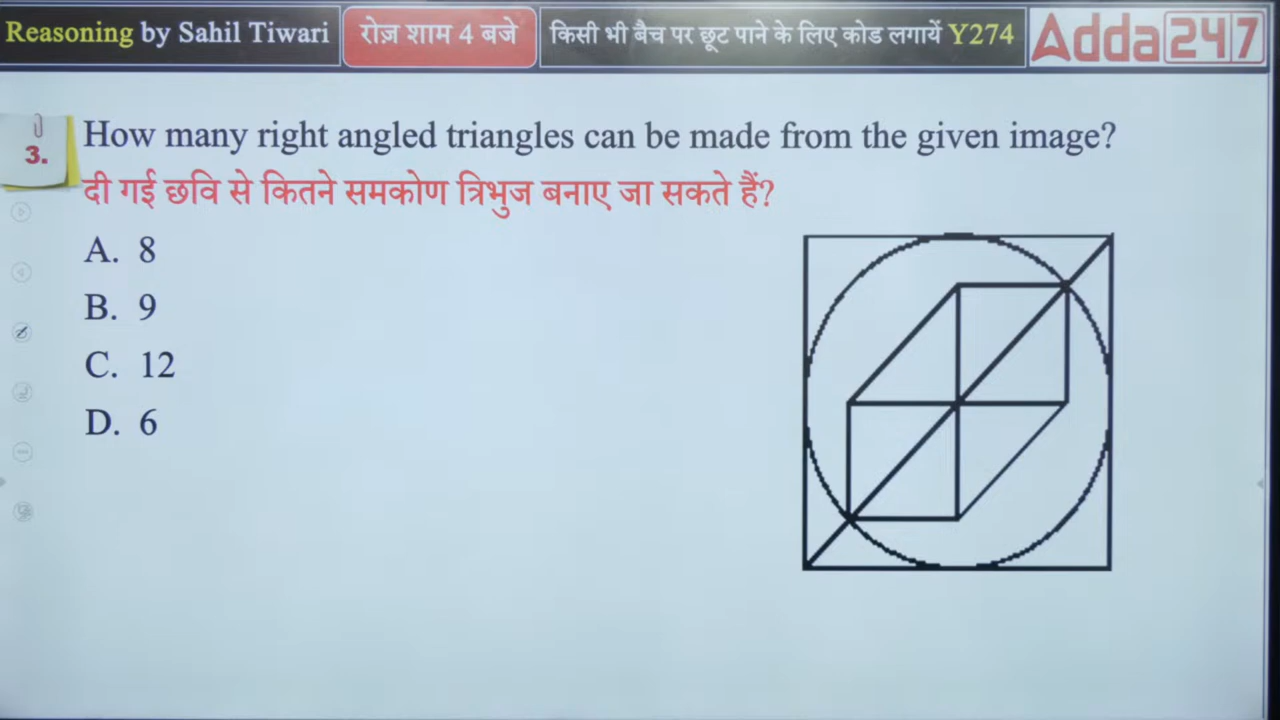 Reasoning by Sahil Tiwari
रोज़ शाम 4 बजे
किसी भी बैच पर छूट पाने के लिए कोड लगायें Y274
Adda247
3.
How many right angled triangles can be made from the given image?
दी गई छवि से कितने समकोण त्रिभुज बनाए जा सकते हैं?
A. 8
B. 9
C. 12
D. 6